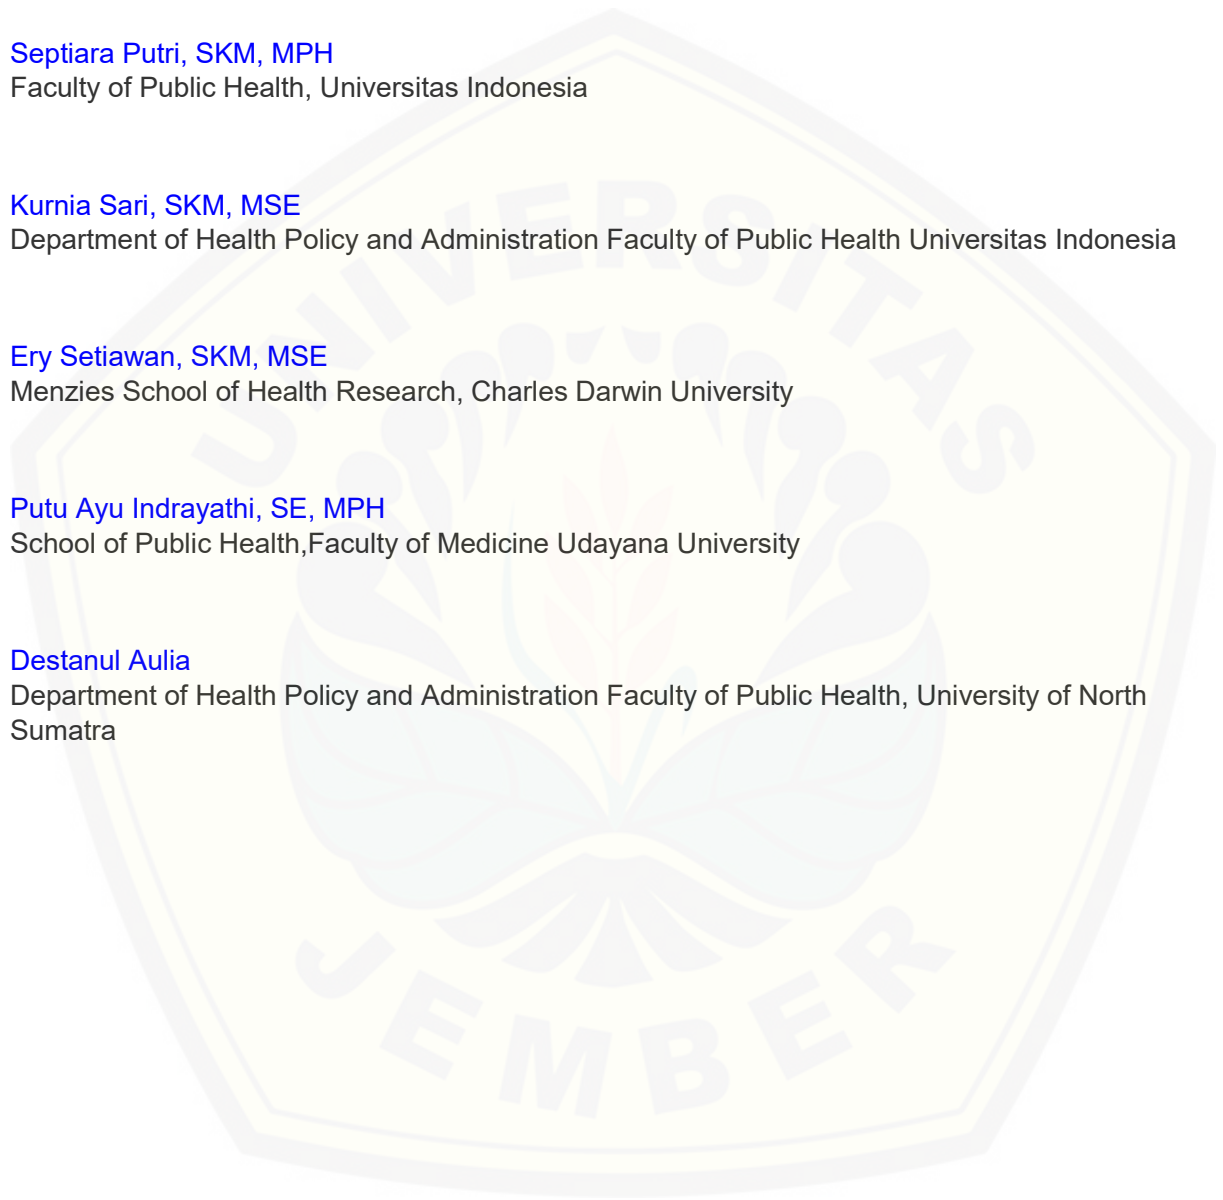 Septiara Putri, SKM, MPH
Faculty of Public Health, Universitas Indonesia
Kurnia Sari, SKM, MSE
Department of Health Policy and Administration Faculty of Public Health Universitas Indonesia
Ery Setiawan, SKM, MSE
Menzies School of Health Research, Charles Darwin University
Putu Ayu Indrayathi, SE, MPH
School of Public Health,Faculty of Medicine Udayana University
Destanul Aulia
Department of Health Policy and Administration Faculty of Public Health, University of North
Sumatra
UNIVERSITAS
JEMBER